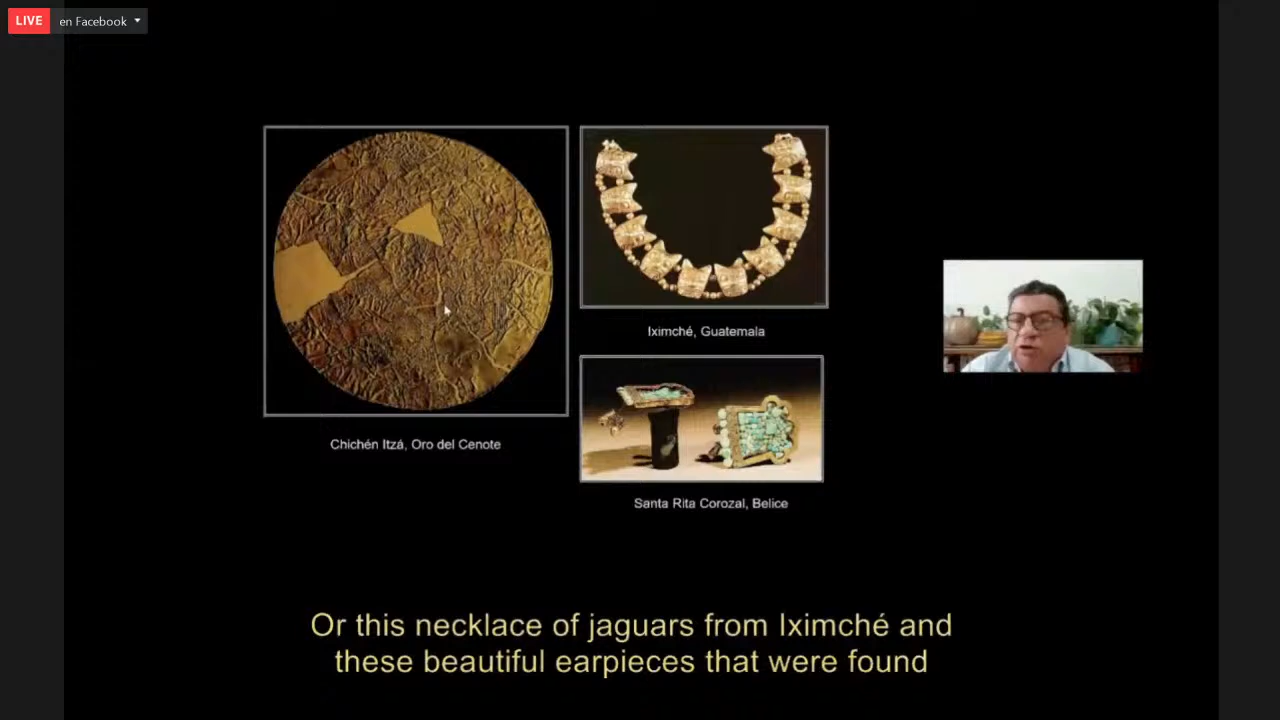 LIVE en Facebook
Iximché, Guatemala
Chichén Itzá, Oro del Cenote
Santa Rita Corozal, Belice
Or this necklace of jaguars from Iximché and
these beautiful earpieces that were found